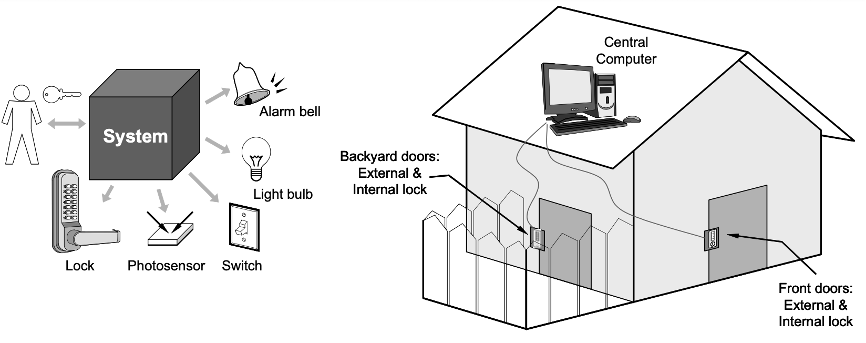 System
Alarm bell
Light bulb
Lock
Photosensor
Switch
Central
Computer
Backyard doors:
External &
Internal lock
Front doors:
External &
Internal lock